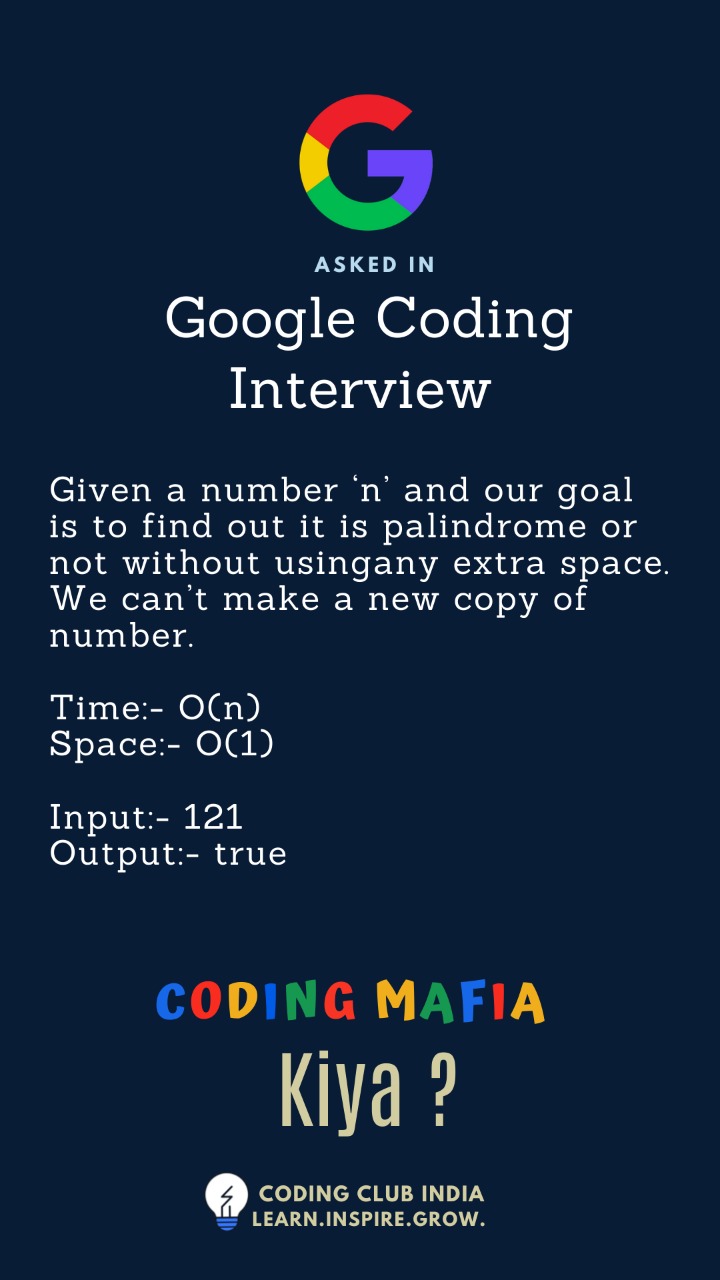 ASKED IN
Google Coding
Interview
Given a number ‘n’ and our goal
is to find out it is palindrome or
not without usingany extra space.
We can’t make a new copy of
number.
Time:- O(n)
Space:- O(1)
Input:- 121
Output:- true
CODING MAFIA
Kiya ?
CODING CLUB INDIA
LEARN.INSPIRE.GROW.